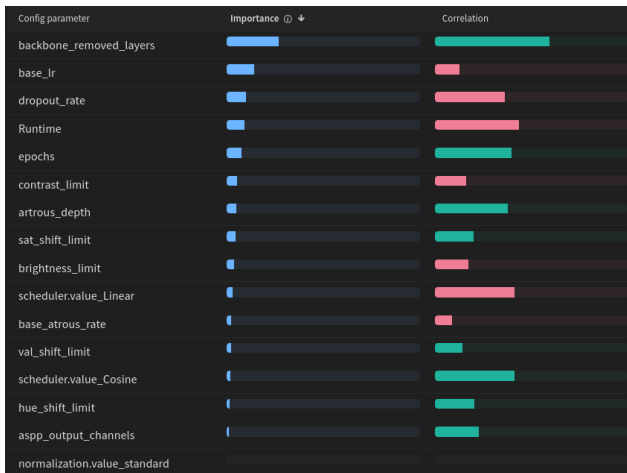 Config parameter Importance Correlation
backbone_removed_layers
base_lr
dropout_rate
Runtime
epochs
contrast_limit
artrous_depth
sat_shift_limit
brightness_limit
scheduler.value_Linear
base_atrous_rate
val_shift_limit
scheduler.value_Cosine
hue_shift_limit
aspp_output_channels
normalization.value_standard